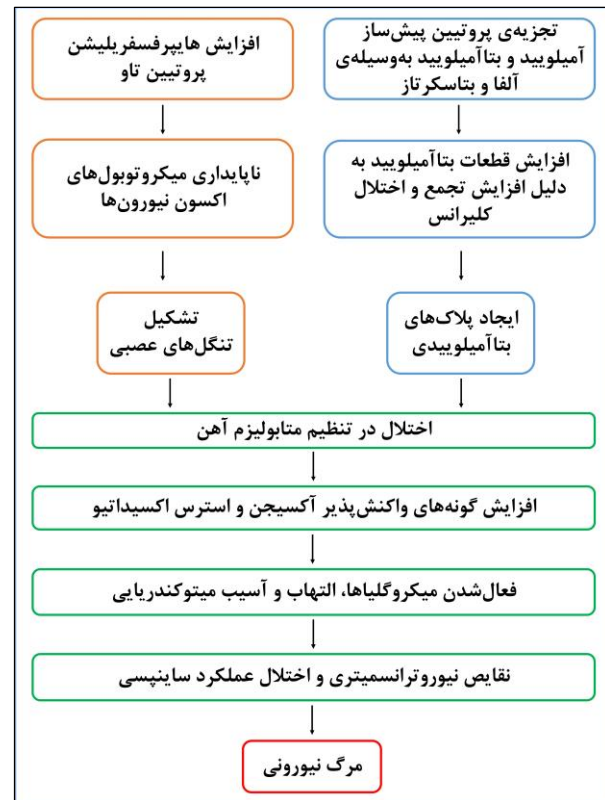 تجزیه‌ی پروتیین پیش‌ساز
آمیلویید و بتاآمیلویید به‌وسیله‌ی
آلفا و بتاسکرتاز
افزایش هایپرفسفریلیشن
پروتیین تاو
افزایش قطعات بتاآمیلویید به
دلیل افزایش تجمع و اختلال
کلیرانس
ناپایداری میکروتوبول‌های
اکسون نیورون‌ها
ایجاد پلاک‌های
بتاآمیلوییدی
تشکیل
تنگل‌های عصبی
اختلال در تنظیم متابولیزم آهن
افزایش گونه‌های واکنش‌پذیر آکسیجن و استرس اکسیداتیو
فعال‌شدن میکروگلیاها، التهاب و آسیب میتوکندریایی
نقایص نیوروترانسمیتری و اختلال عملکرد ساینپسی
مرگ نیورونی